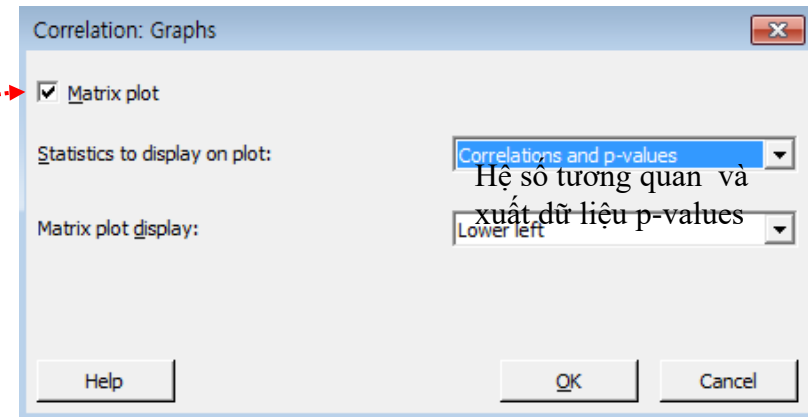 Correlation: Graphs
Matrix plot
Statistics to display on plot:
Correlations and p-values
Hệ số tương quan và
xuất dữ liệu p-values
Matrix plot display:
Lower left
Help
OK
Cancel